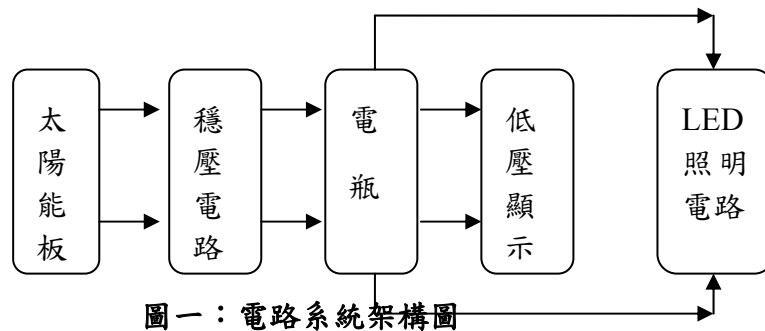 太陽能板
穩壓電路
電瓶
低壓顯示
LED
照明
電路
圖一：電路系統架構圖